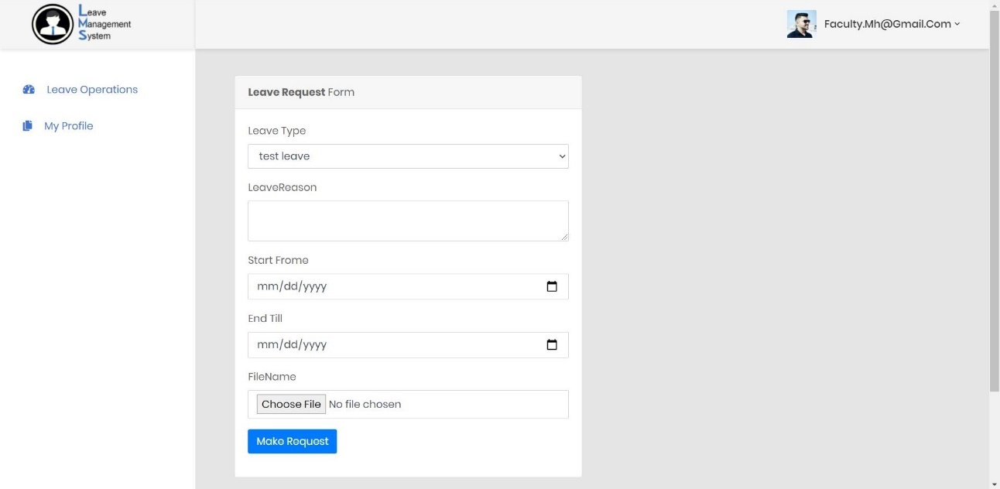 Leave
Management
System
Faculty.Mh@Gmail.Com
Leave Operations
My Profile
Leave Request Form
Leave Type
test leave
LeaveReason
Start Frome
mm/dd/yyyy
End Till
mm/dd/yyyy
FileName
Choose File No file chosen
Make Request